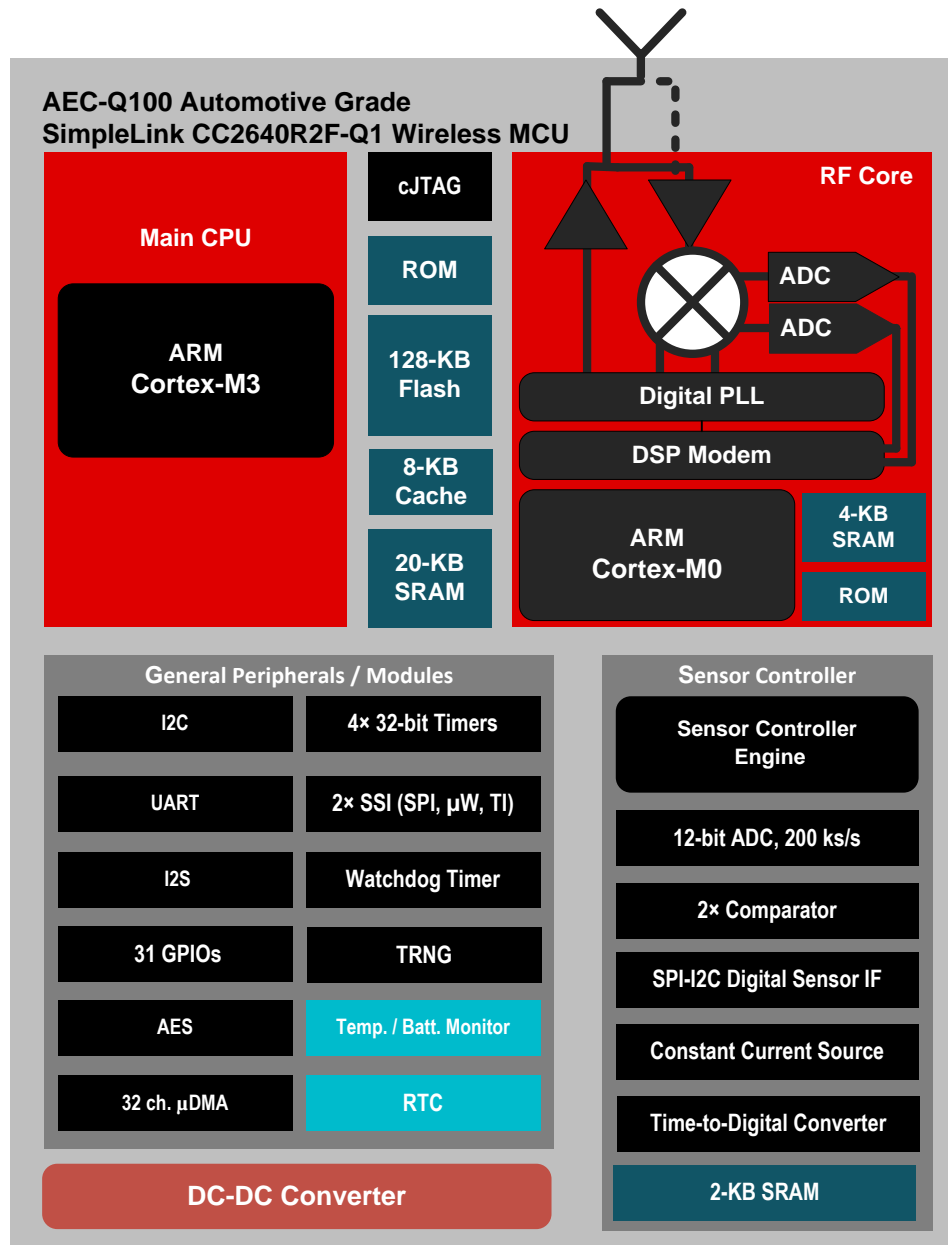 AEC-Q100 Automotive Grade
SimpleLink CC2640R2F-Q1 Wireless MCU
Main CPU
ARM
Cortex-M3
cJTAG
ROM
128-KB
Flash
8-KB
Cache
20-KB
SRAM
RF Core
ADC
ADC
Digital PLL
DSP Modem
ARM
Cortex-M0
4-KB
SRAM
ROM
General Peripherals / Modules
I2C
4× 32-bit Timers
UART
2× SSI (SPI, µW, TI)
I2S
Watchdog Timer
31 GPIOs
TRNG
AES
Temp. / Batt. Monitor
32 ch. µDMA
RTC
Sensor Controller
Sensor Controller
Engine
12-bit ADC, 200 ks/s
2× Comparator
SPI-I2C Digital Sensor IF
Constant Current Source
Time-to-Digital Converter
2-KB SRAM
DC-DC Converter